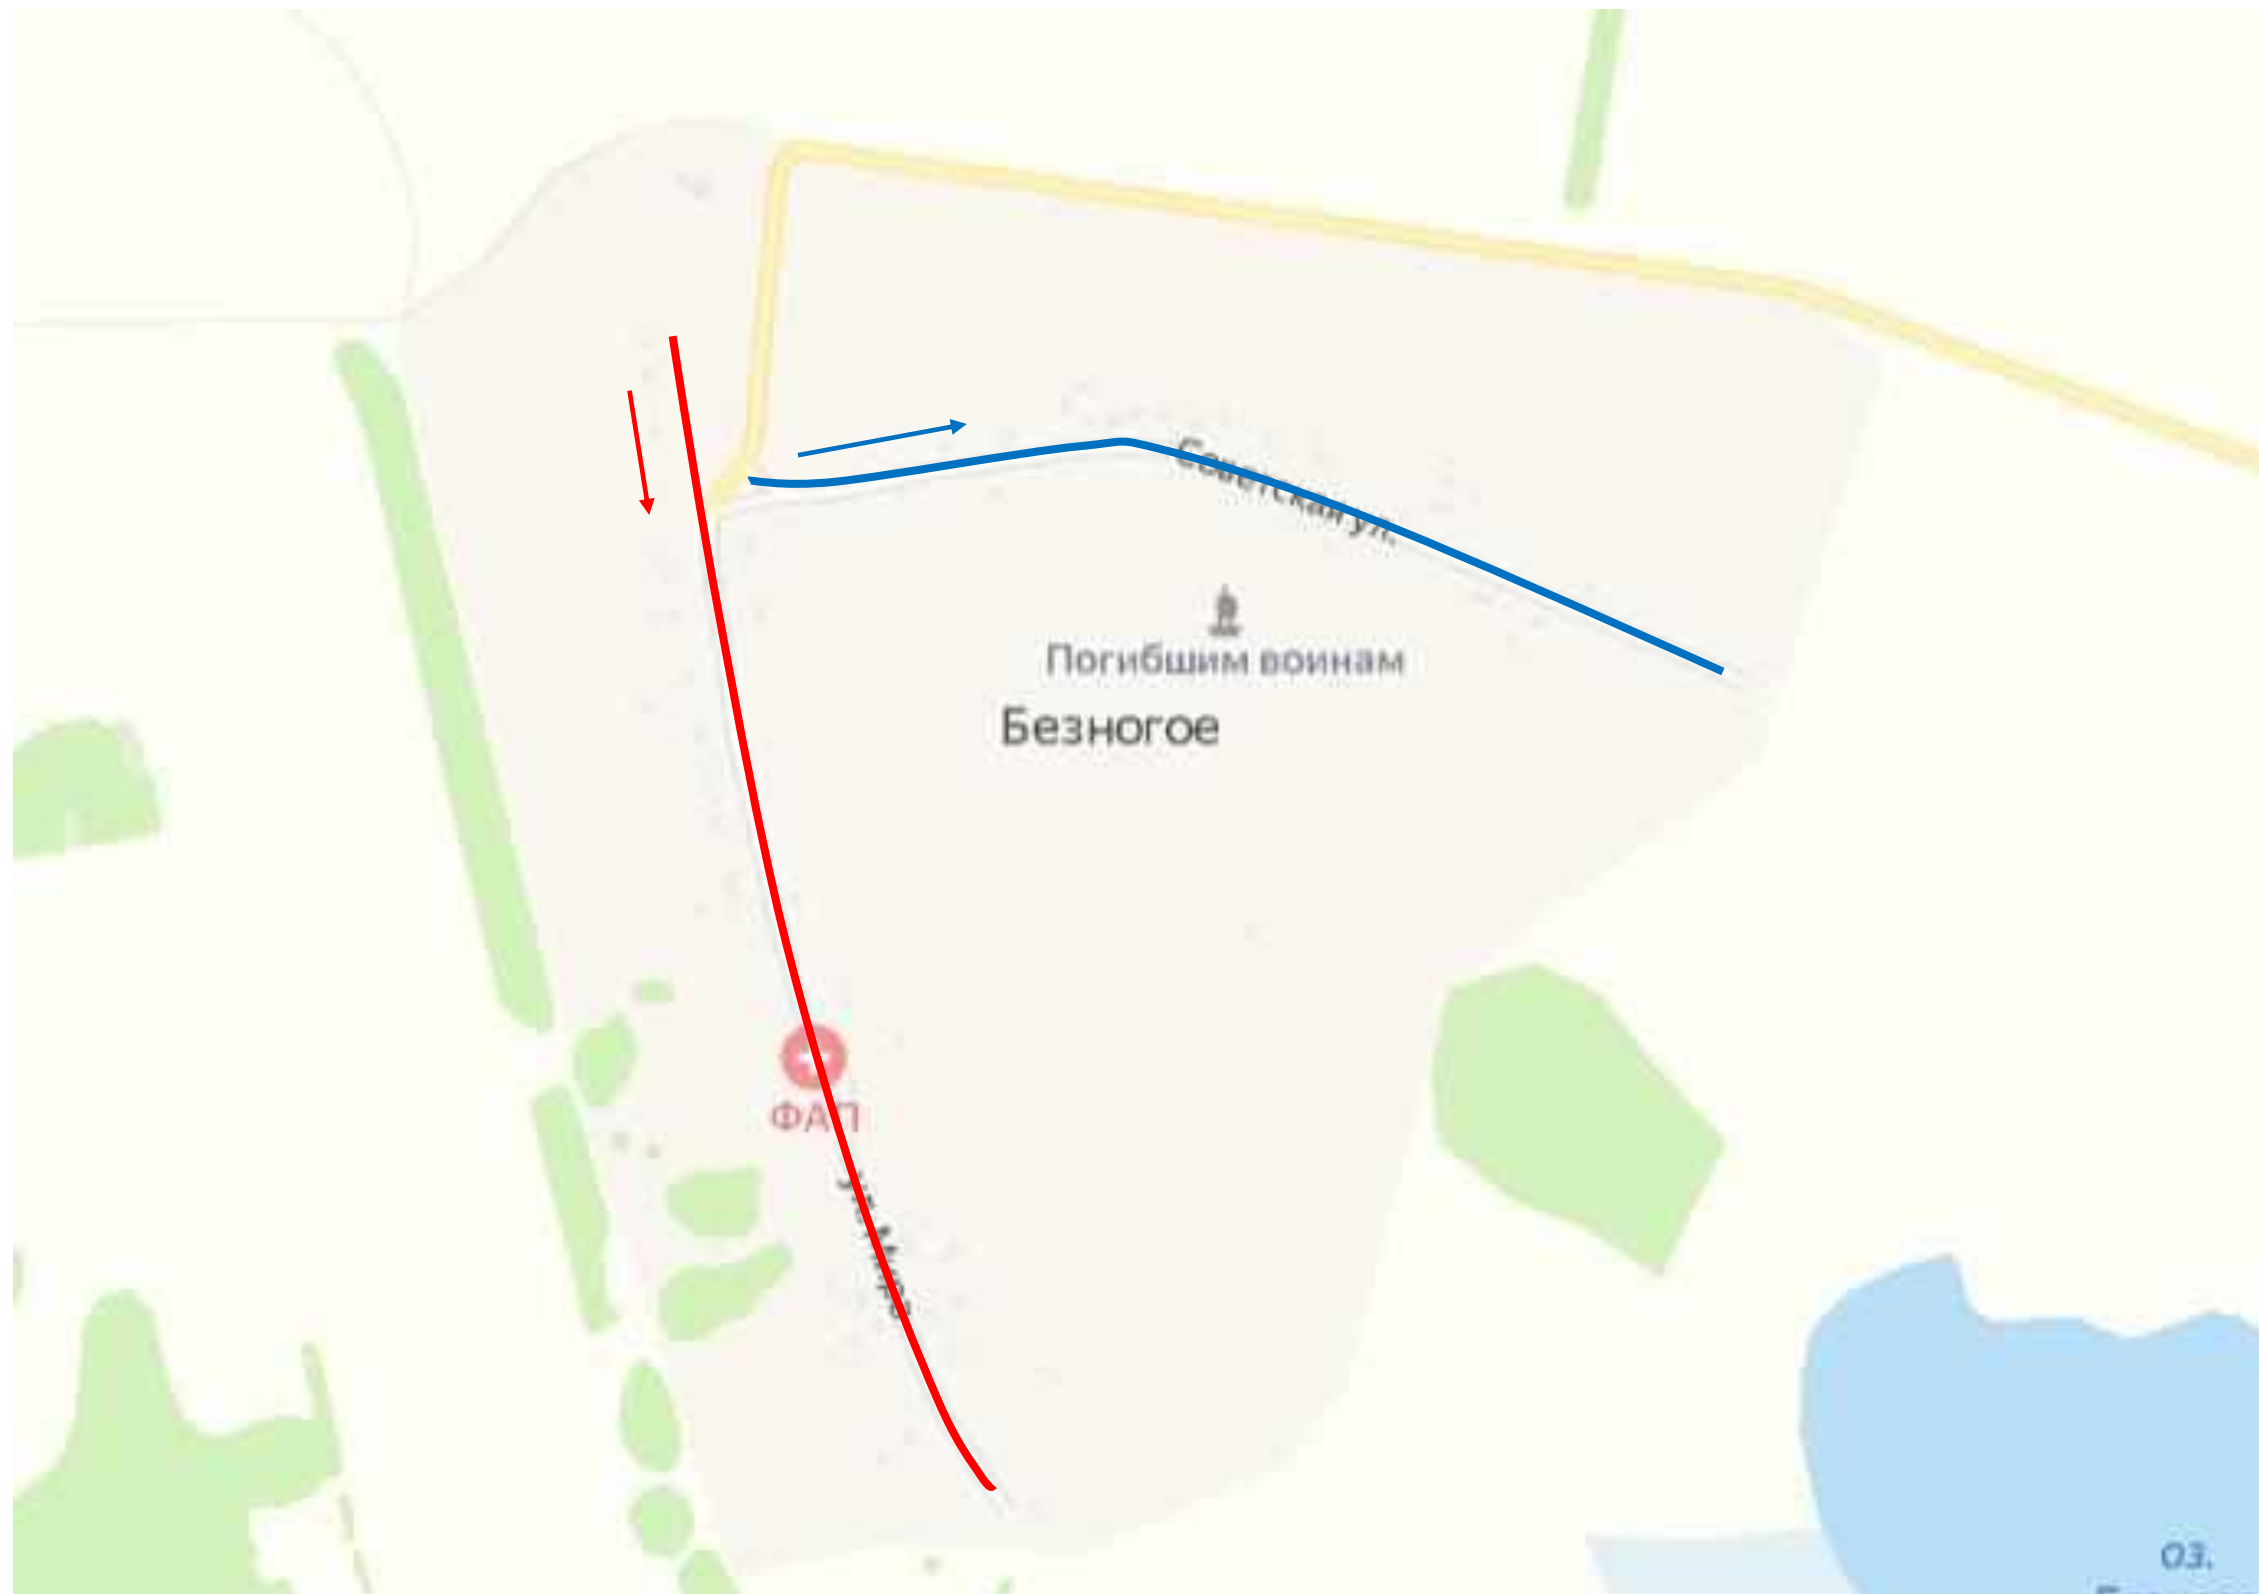 Советская ул.
Погибшим воинам
Безногое
ФАП
ул. Мира
оз.